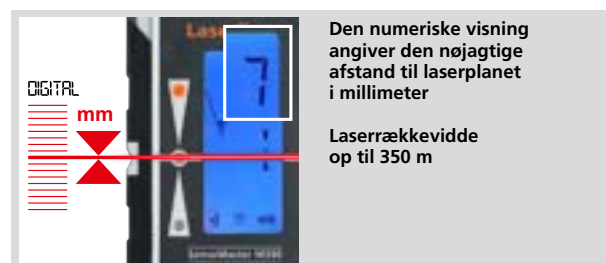 DIGITAL
mm
7
Den numeriske visning
angiver den nøjagtige
afstand til laserplanet
i millimeter
Laserrækkevidde
op til 350 m